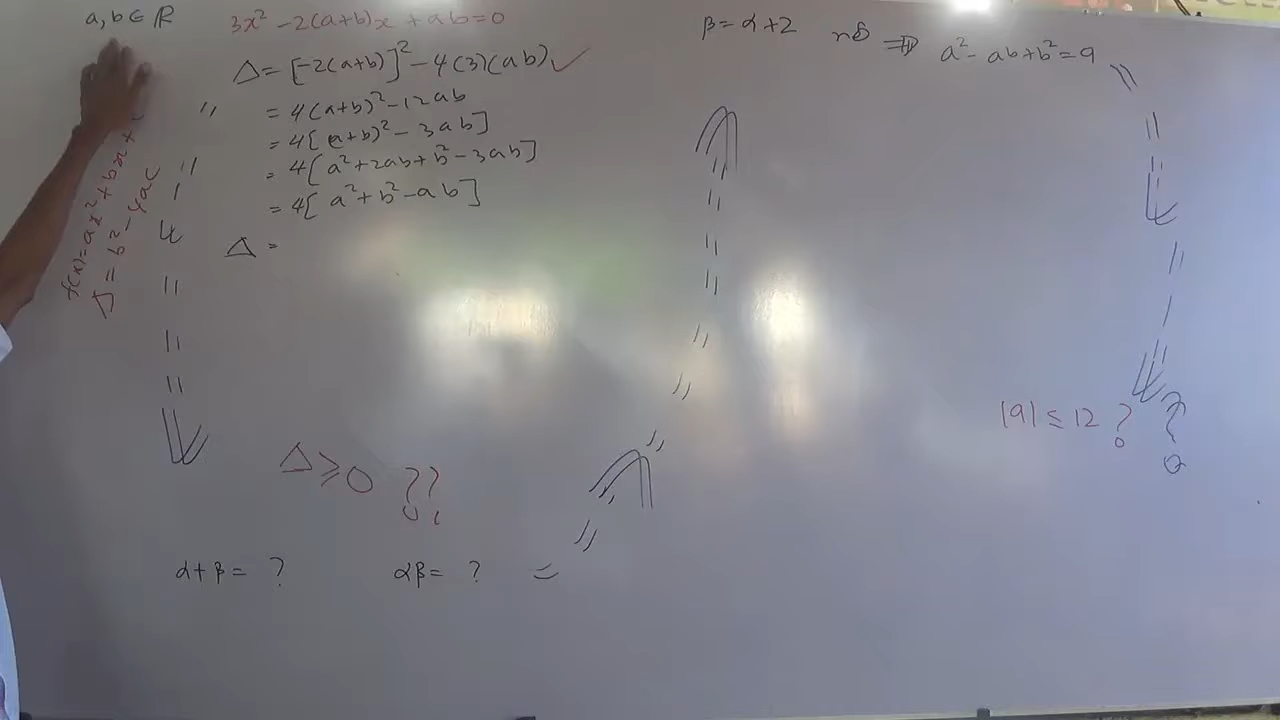 a, b ∈ ℝ
3x² - 2(a+b)x + ab = 0
Δ = [-2(a+b)]² - 4(3)(ab) ✓
= 4(a+b)² - 12ab
= 4[(a+b)² - 3ab]
= 4[a² + 2ab + b² - 3ab]
= 4[a² + b² - ab]
Δ =
f(x) = ax² + bx +
Δ = b² - 4ac
Δ ≥ 0 ??
α + β = ?
αβ = ?
β = α + 2
a² - ab + b² = 9
|a| ≤ 12 ?